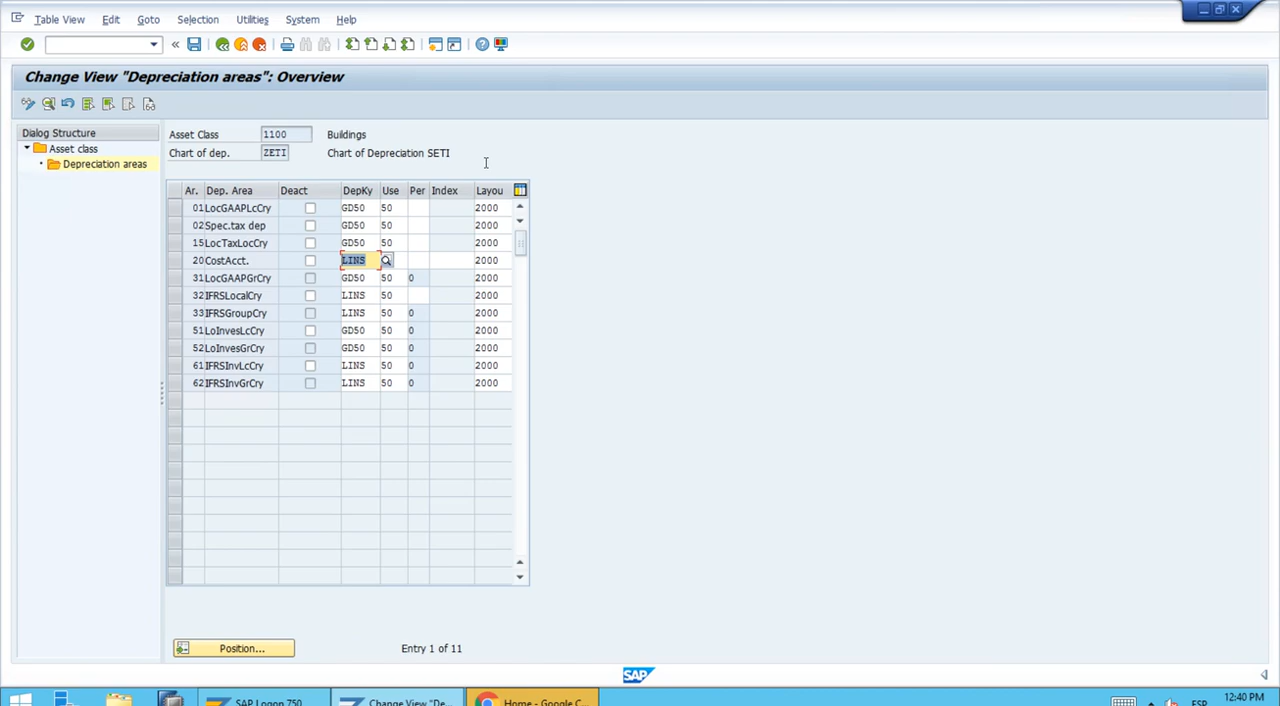 Table View Edit Goto Selection Utilities System Help
Change View "Depreciation areas": Overview
Dialog Structure
Asset class
Depreciation areas
Asset Class 1100 Buildings
Chart of dep. ZETI Chart of Depreciation SETI
Ar. Dep. Area Deact DepKy Use Per Index Layou
01 LocGAAPLcCry GD50 50 2000
02 Spec.tax dep GD50 50 2000
15 LocTaxLocCry GD50 50 2000
20 CostAcct. LINS 2000
31 LocGAAPGrCry GD50 50 0 2000
32 IFRSLocalCry LINS 50 2000
33 IFRSGroupCry LINS 50 0 2000
51 LoInvesLcCry GD50 50 0 2000
52 LoInvesGrCry GD50 50 0 2000
61 IFRSInvLcCry LINS 50 0 2000
62 IFRSInvGrCry LINS 50 0 2000
Position... Entry 1 of 11
SAP
SAP Logon 750 Change View "De... Home - Google C... ESP 12:40 PM